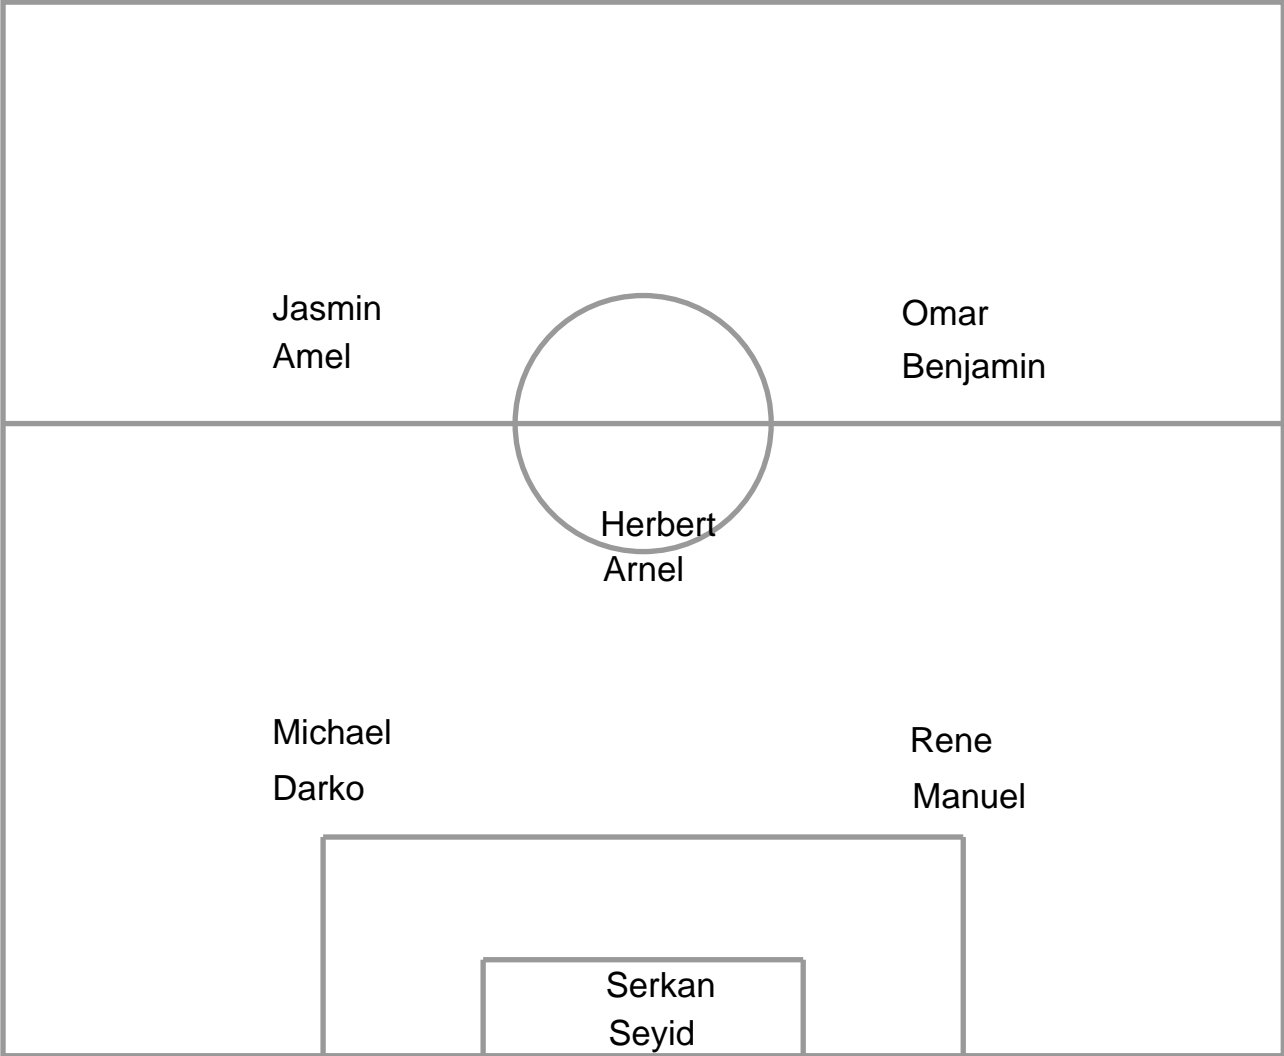 Jasmin
Amel
Omar
Benjamin
Herbert
Arnel
Michael
Darko
Rene
Manuel
Serkan
Seyid